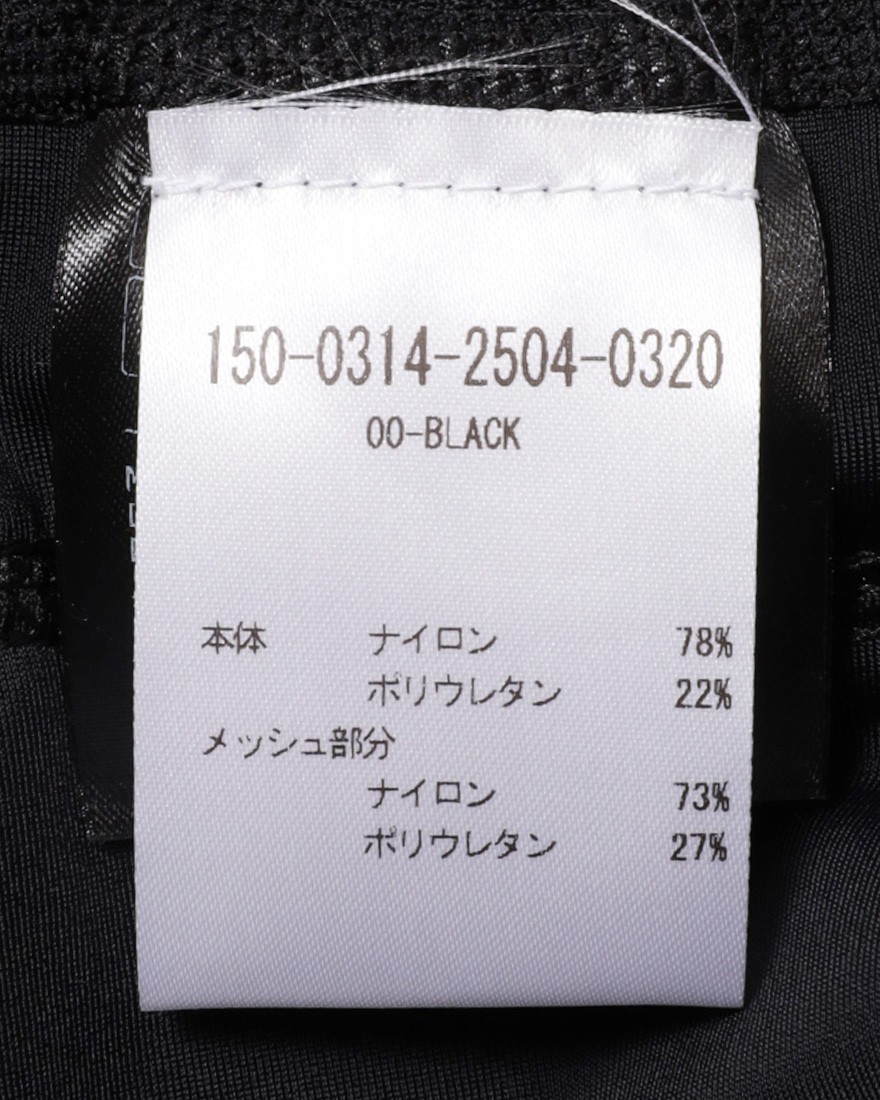 150-0314-2504-0320
00-BLACK
本体 ナイロン 78%
ポリウレタン 22%
メッシュ部分
ナイロン 73%
ポリウレタン 27%